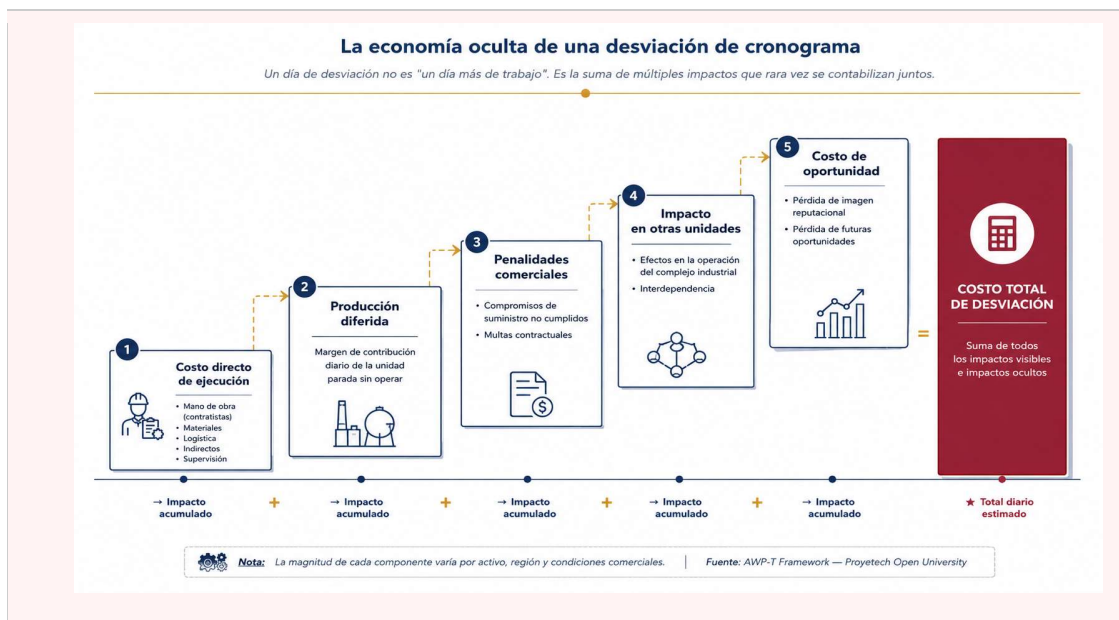 La economía oculta de una desviación de cronograma
Un día de desviación no es "un día más de trabajo". Es la suma de múltiples impactos que rara vez se contabilizan juntos.
1
Costo directo
de ejecución
• Mano de obra
(contratistas)
• Materiales
• Logística
• Indirectos
• Supervisión
2
Producción
diferida
Margen de contribución
diario de la unidad
parada sin operar
3
Penalidades
comerciales
• Compromisos de
suministro no cumplidos
• Multas contractuales
$
4
Impacto
en otras unidades
• Efectos en la operación
del complejo industrial
• Interdependencia
5
Costo de
oportunidad
• Pérdida de imagen
reputacional
• Pérdida de futuras
oportunidades
=
COSTO TOTAL
DE DESVIACIÓN
Suma de todos
los impactos visibles
e impactos ocultos
→ Impacto
acumulado
+
→ Impacto
acumulado
+
→ Impacto
acumulado
+
→ Impacto
acumulado
+
→ Impacto
acumulado
★ Total diario
estimado
Nota: La magnitud de cada componente varía por activo, región y condiciones comerciales. | Fuente: AWP-T Framework — Proyetech Open University